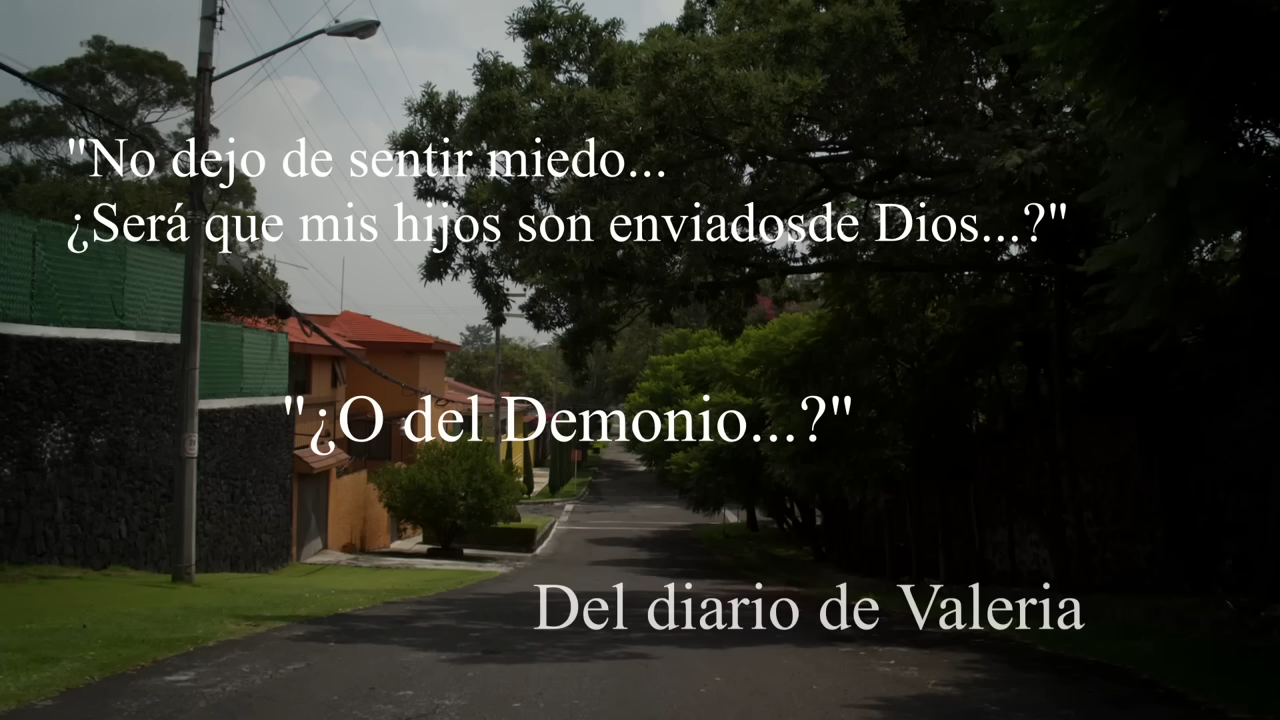 "No dejo de sentir miedo...
¿Será que mis hijos son enviadosde Dios...?"
"¿O del Demonio...?"
Del diario de Valeria